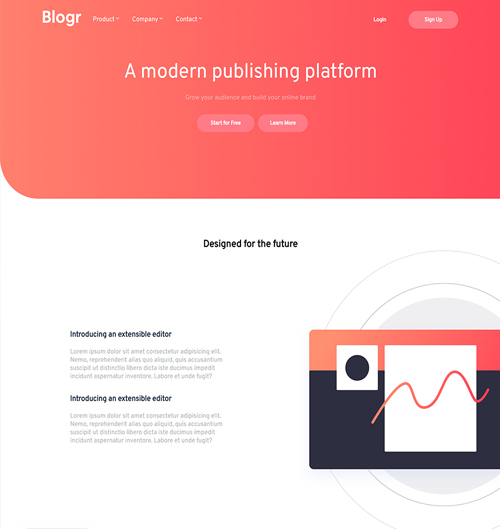 Blogr Product Company Contact Login Sign Up
A modern publishing platform
Grow your audience and build your online brand
Start for Free Learn More
Designed for the future
Introducing an extensible editor
Lorem ipsum dolor sit amet consectetur adipisicing elit.
Nemo, reprehenderit alias quo aliquid, quis accusantium
suscipit ut distinctio libero dicta iste ducimus impedit
incidunt aspernatur inventore. Labore et unde fugit?
Introducing an extensible editor
Lorem ipsum dolor sit amet consectetur adipisicing elit.
Nemo, reprehenderit alias quo aliquid, quis accusantium
suscipit ut distinctio libero dicta iste ducimus impedit
incidunt aspernatur inventore. Labore et unde fugit?